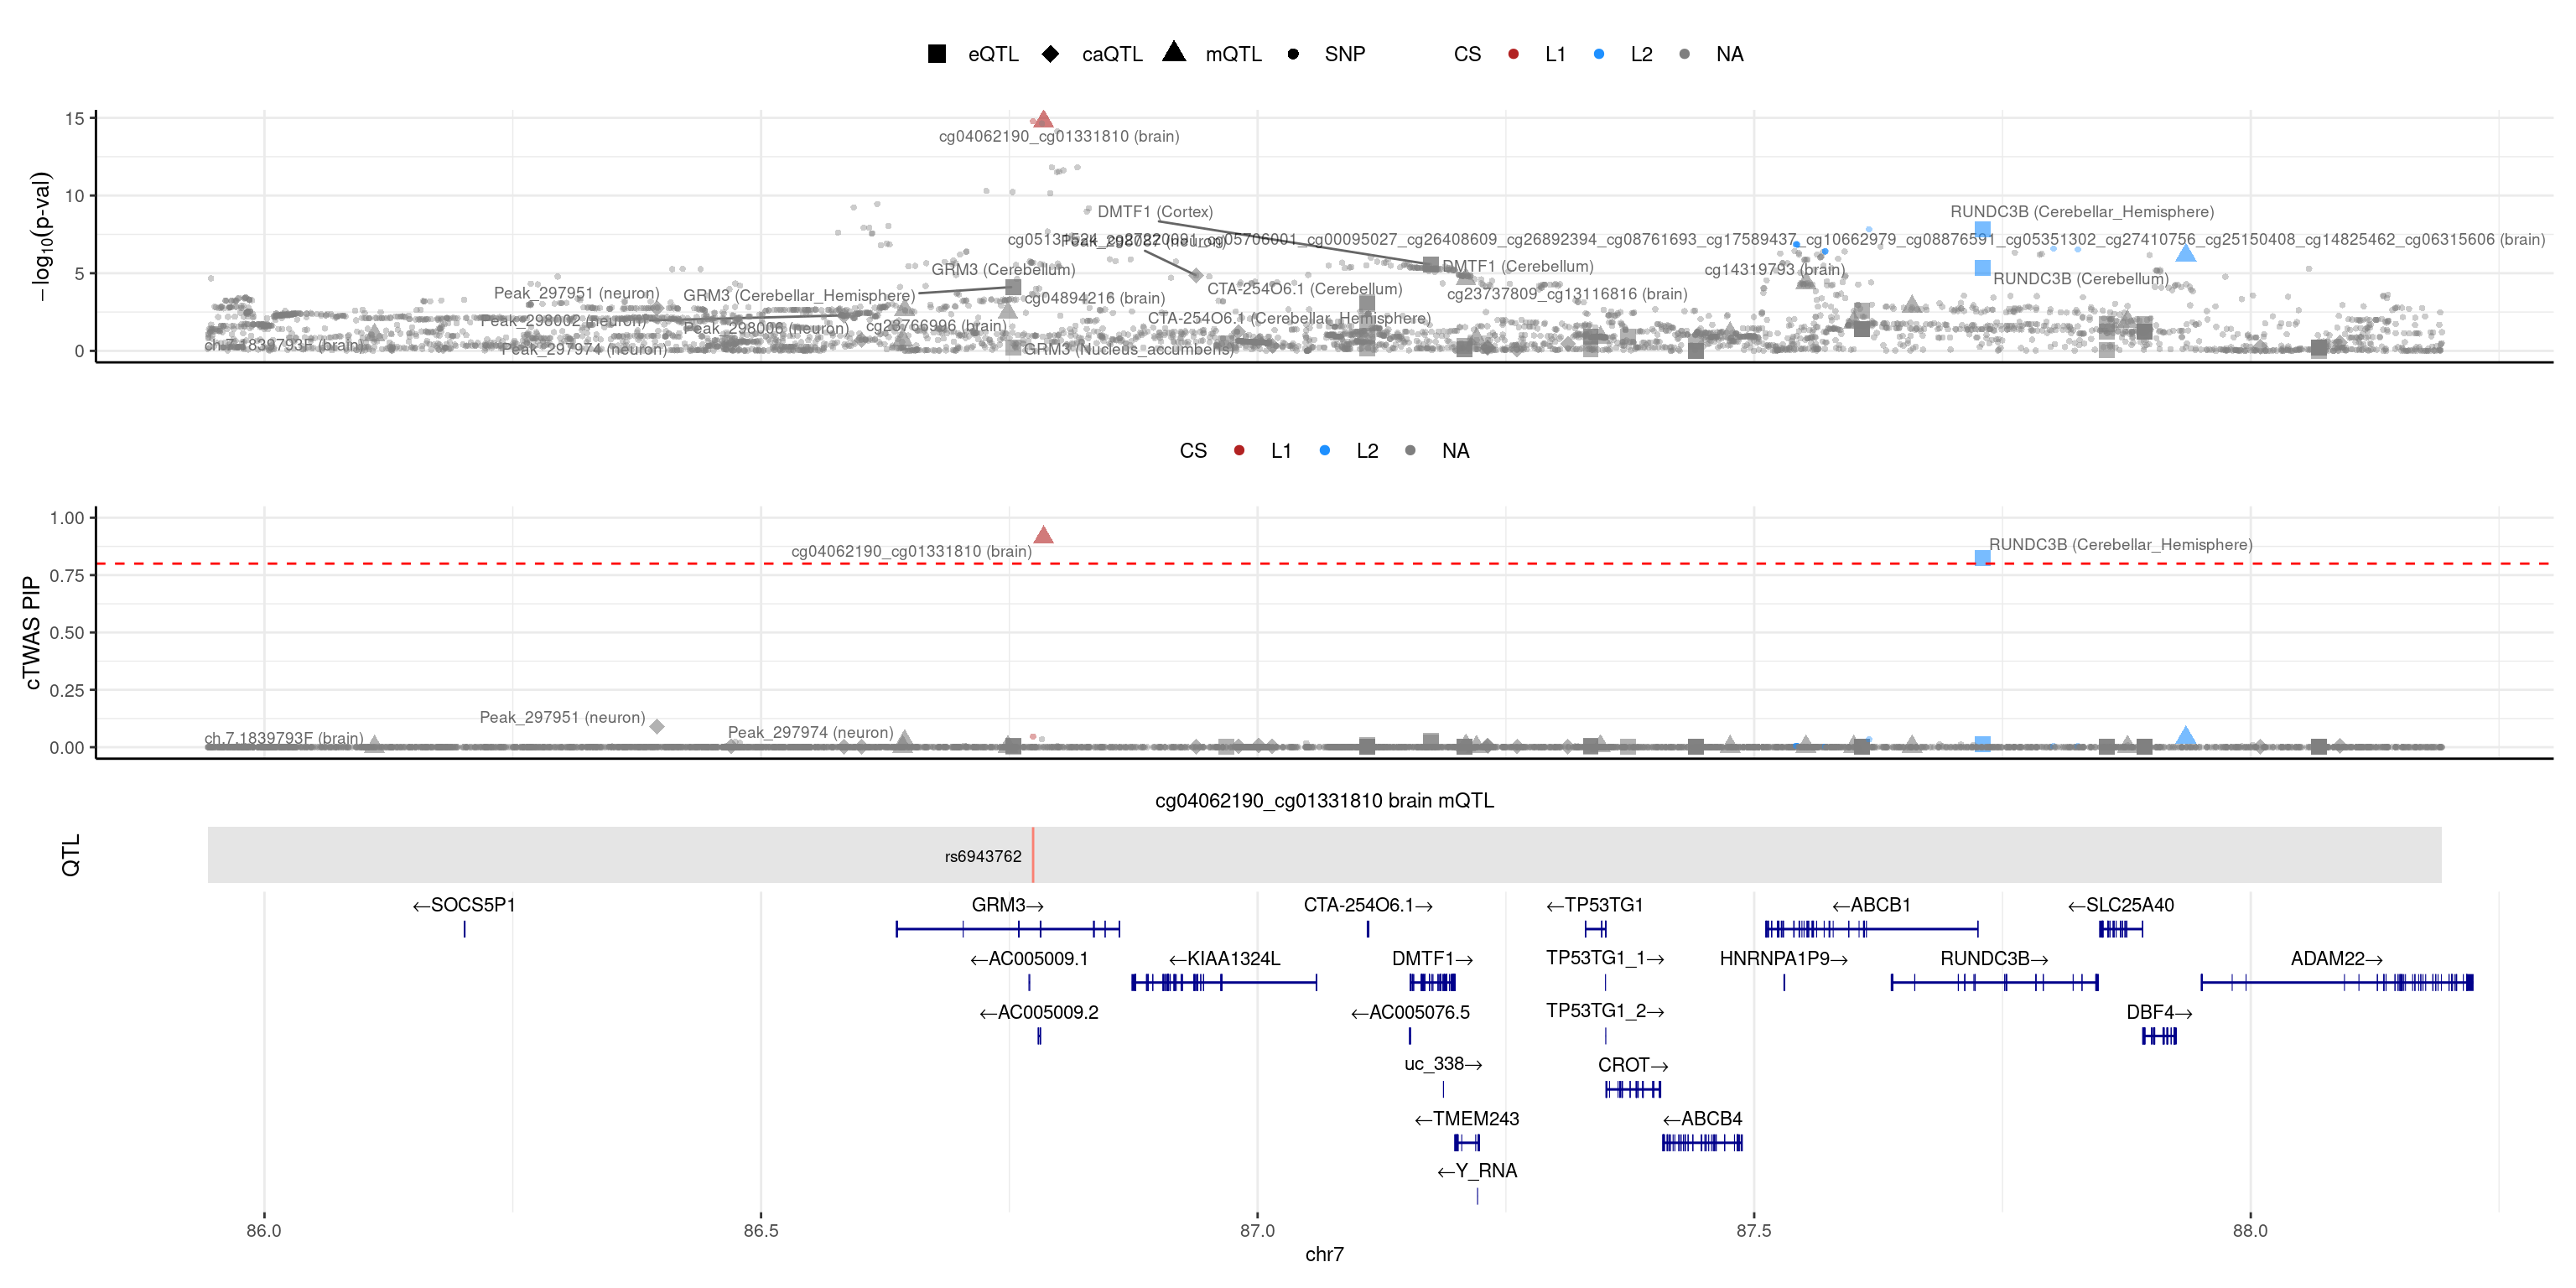 eQTL caQTL mQTL SNP CS L1 L2 NA
−log10(p-val)
15
10
5
0
cg04062190_cg01331810 (brain)
DMTF1 (Cortex)
RUNDC3B (Cerebellar_Hemisphere)
cg05706001_cg00095027_cg26408609_cg26892394_cg08761693_cg17589437_cg10662979_cg08876591_cg05351302_cg27410756_cg25150408_cg14825462_cg06315606 (brain)
GRM3 (Cerebellum)
DMTF1 (Cerebellum)
cg14319793 (brain)
RUNDC3B (Cerebellum)
Peak_297951 (neuron)
GRM3 (Cerebellar_Hemisphere)
cg04894216 (brain)
CTA-254O6.1 (Cerebellum)
cg23737809_cg13116816 (brain)
Peak_298002 (neuron)
Peak_298006 (neuron)
cg23766996 (brain)
CTA-254O6.1 (Cerebellar_Hemisphere)
ch.7.1839793F (brain)
Peak_297974 (neuron)
GRM3 (Nucleus_accumbens)
CS L1 L2 NA
cTWAS PIP
1.00
0.75
0.50
0.25
0.00
cg04062190_cg01331810 (brain)
RUNDC3B (Cerebellar_Hemisphere)
Peak_297951 (neuron)
ch.7.1839793F (brain)
Peak_297974 (neuron)
cg04062190_cg01331810 brain mQTL
QTL
rs6943762
←SOCS5P1 GRM3→ CTA-254O6.1→ ←TP53TG1 ←ABCB1 ←SLC25A40
←AC005009.1 ←KIAA1324L DMTF1→ TP53TG1_1→ HNRNPA1P9→ RUNDC3B→ ADAM22→
←AC005009.2 ←AC005076.5 TP53TG1_2→ DBF4→
uc_338→ CROT→
←TMEM243 ←ABCB4
←Y_RNA
86.0 86.5 87.0 87.5 88.0
chr7